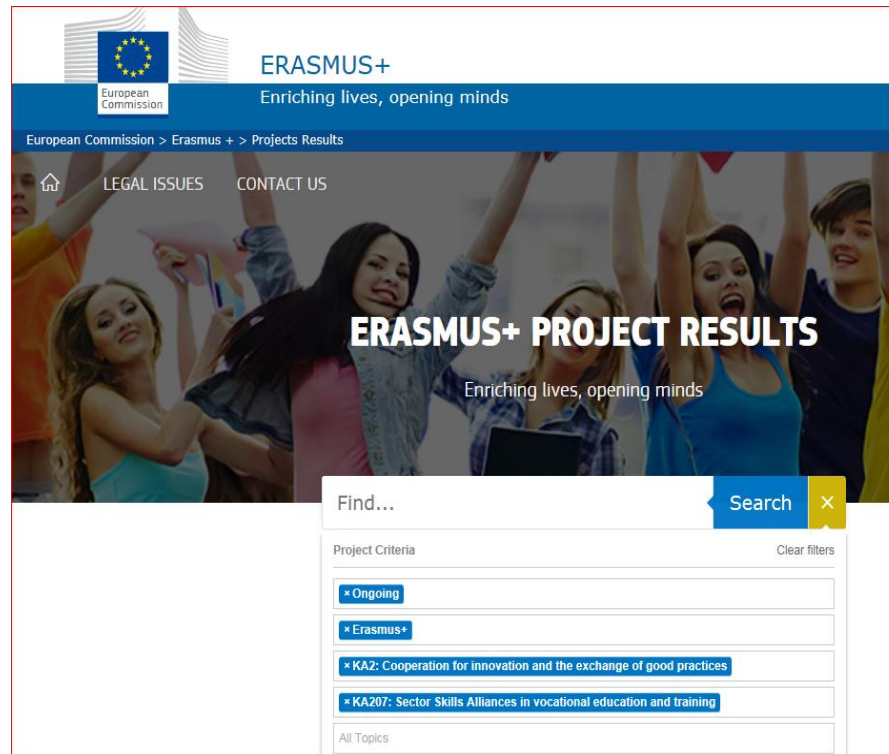 ERASMUS+
European
Commission
Enriching lives, opening minds
European Commission > Erasmus + > Projects Results
LEGAL ISSUES CONTACT US
ERASMUS+ PROJECT RESULTS
Enriching lives, opening minds
Find... Search ×
Project Criteria Clear filters
× Ongoing
× Erasmus+
× KA2: Cooperation for innovation and the exchange of good practices
× KA207: Sector Skills Alliances in vocational education and training
All Topics